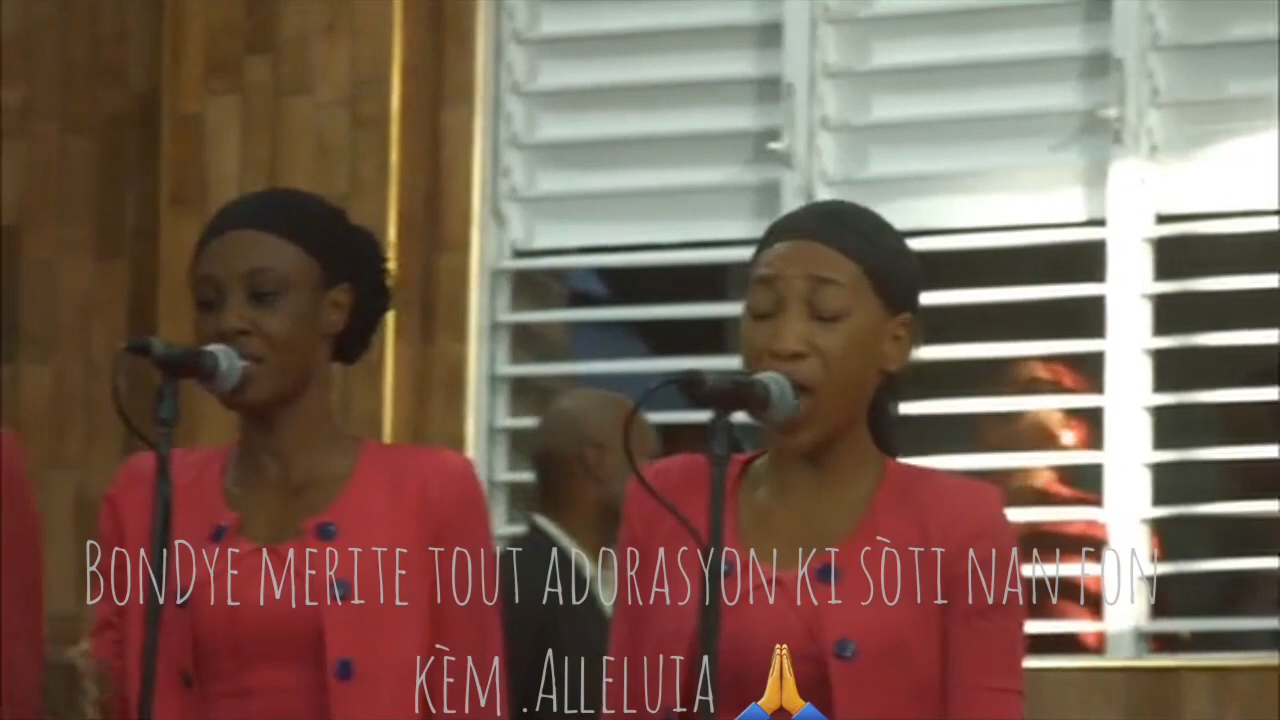 BonDye merite tout adorasyon ki sòti nan fon
kèm .Alleluia 🙏